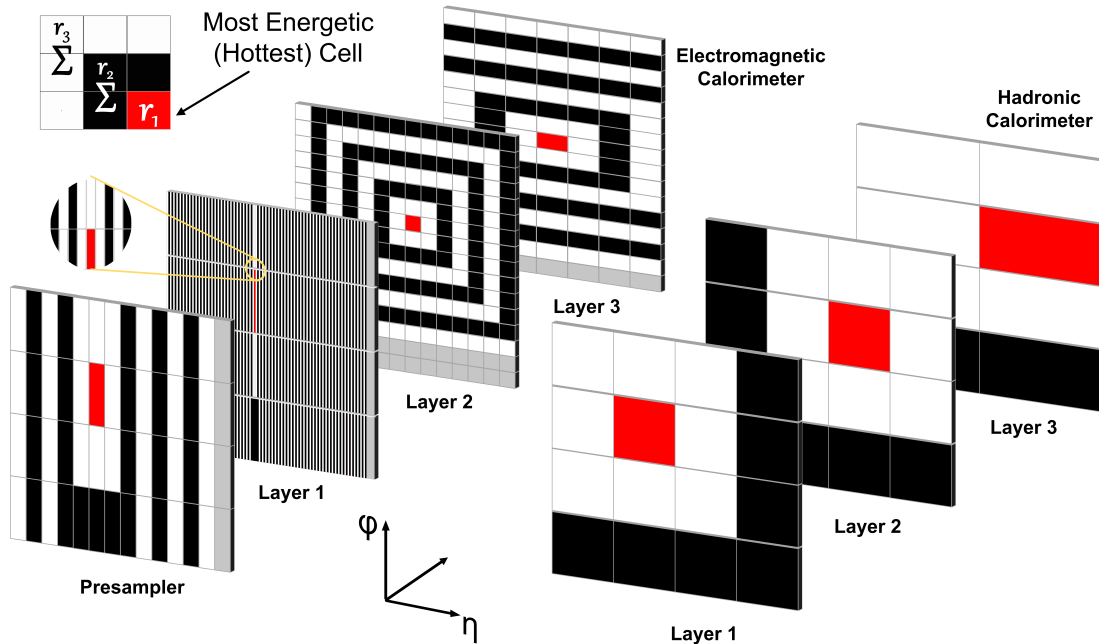 r3
Σ
r2
Σ
r1
Most Energetic
(Hottest) Cell
Electromagnetic
Calorimeter
Hadronic
Calorimeter
Layer 3
Layer 2
Layer 3
Layer 1
Layer 2
Presampler
φ
η
Layer 1